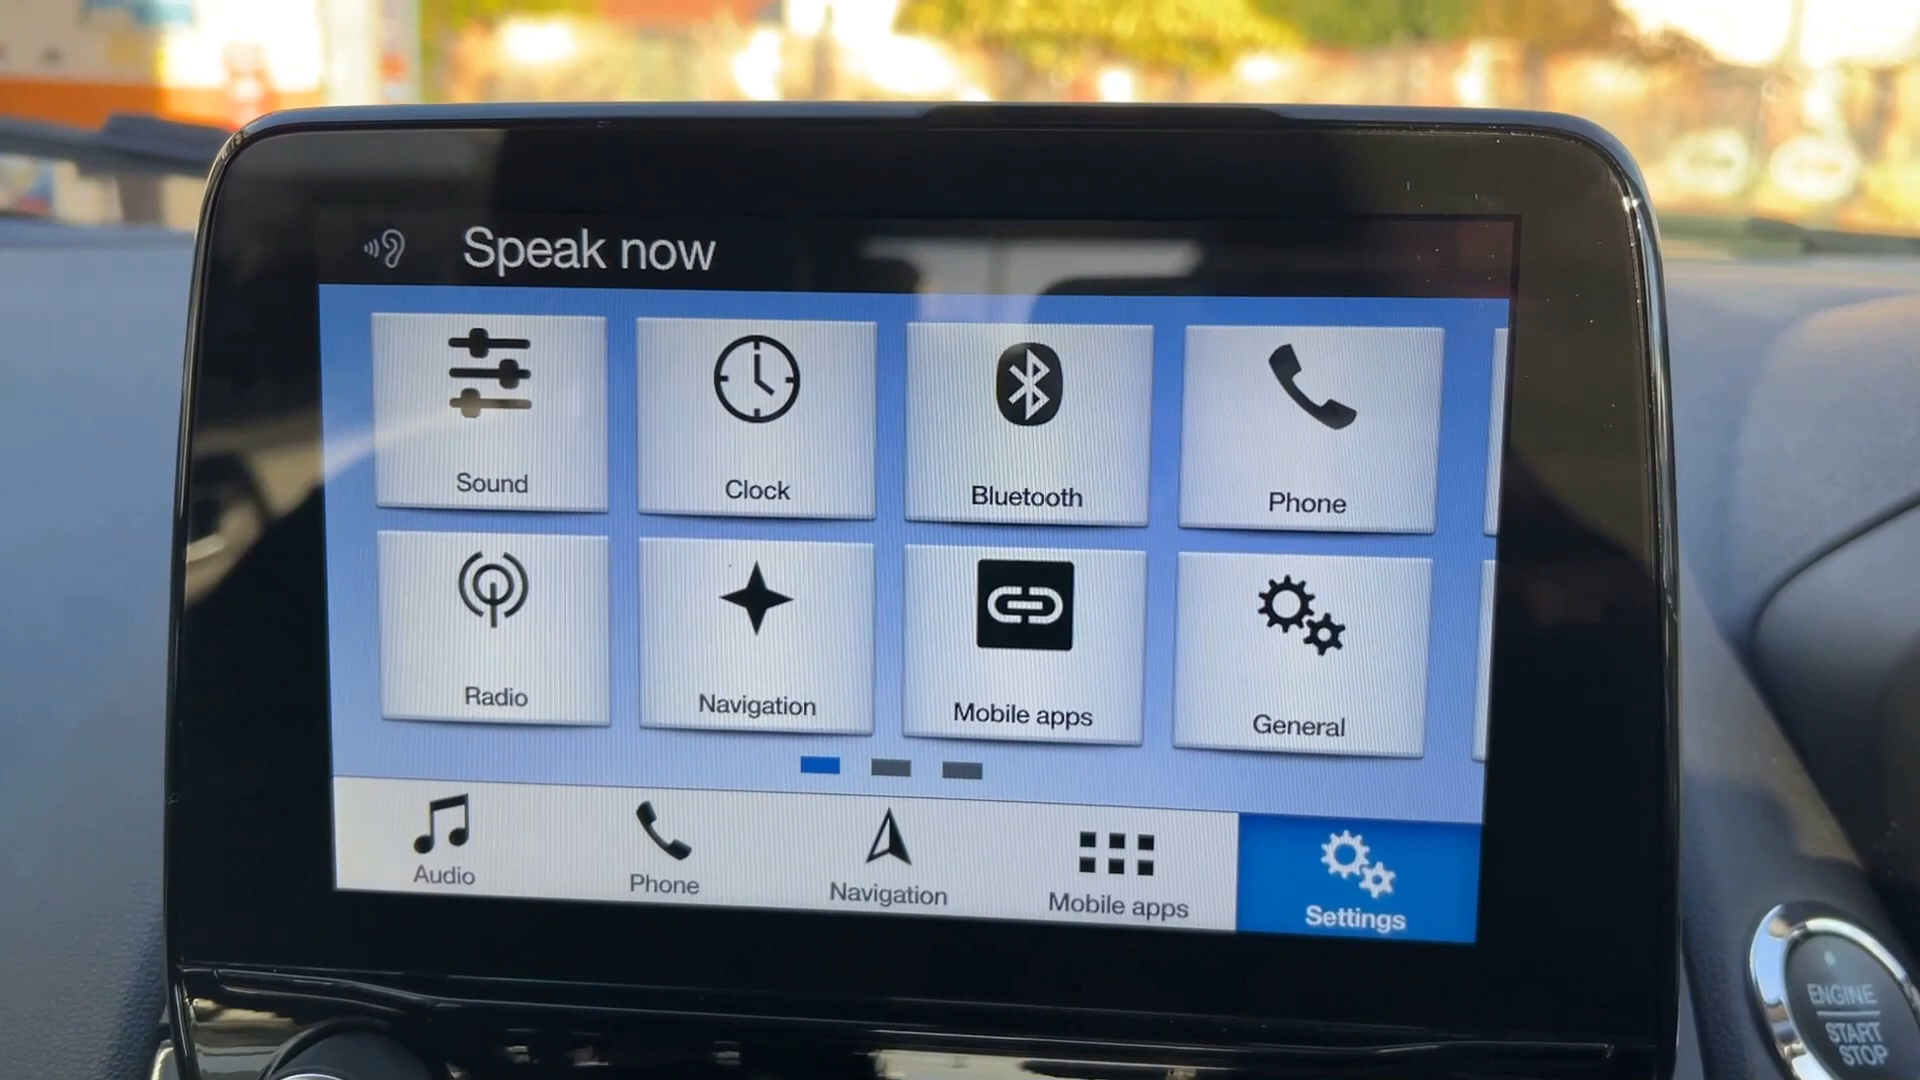 Speak now
Sound
Clock
Bluetooth
Phone
Radio
Navigation
Mobile apps
General
Audio
Phone
Navigation
Mobile apps
Settings
ENGINE
START
STOP